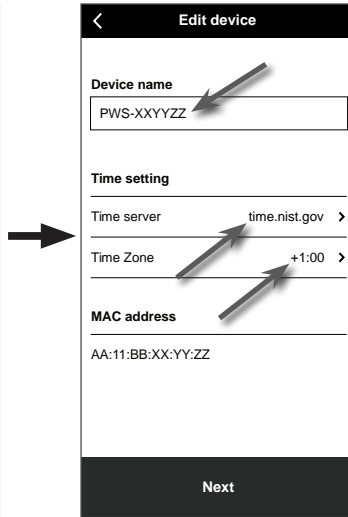 Edit device
Device name
PWS-XXYYZZ
Time setting
Time server time.nist.gov
Time Zone +1:00
MAC address
AA:11:BB:XX:YY:ZZ
Next